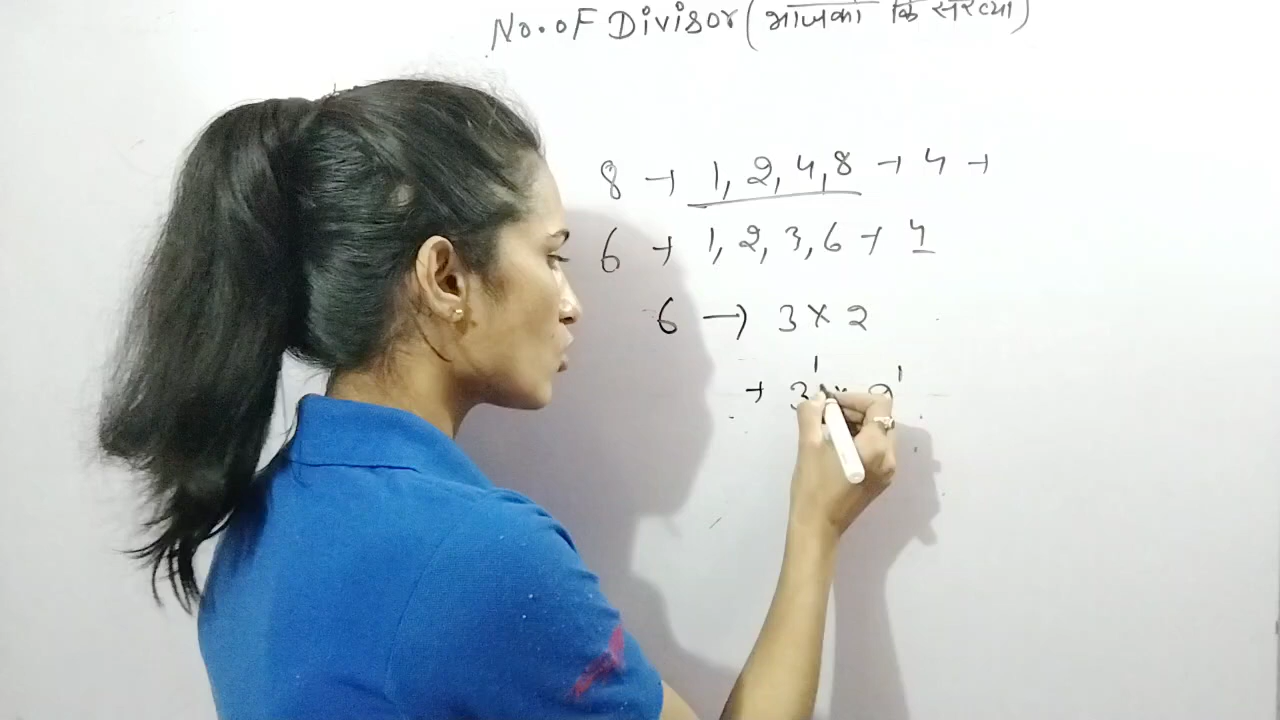 No. of Divisor (भाजको कि संख्या)
8 → 1, 2, 4, 8 → 4 →
6 → 1, 2, 3, 6 → 4
6 → 3 × 2
→ 3¹ × 2¹